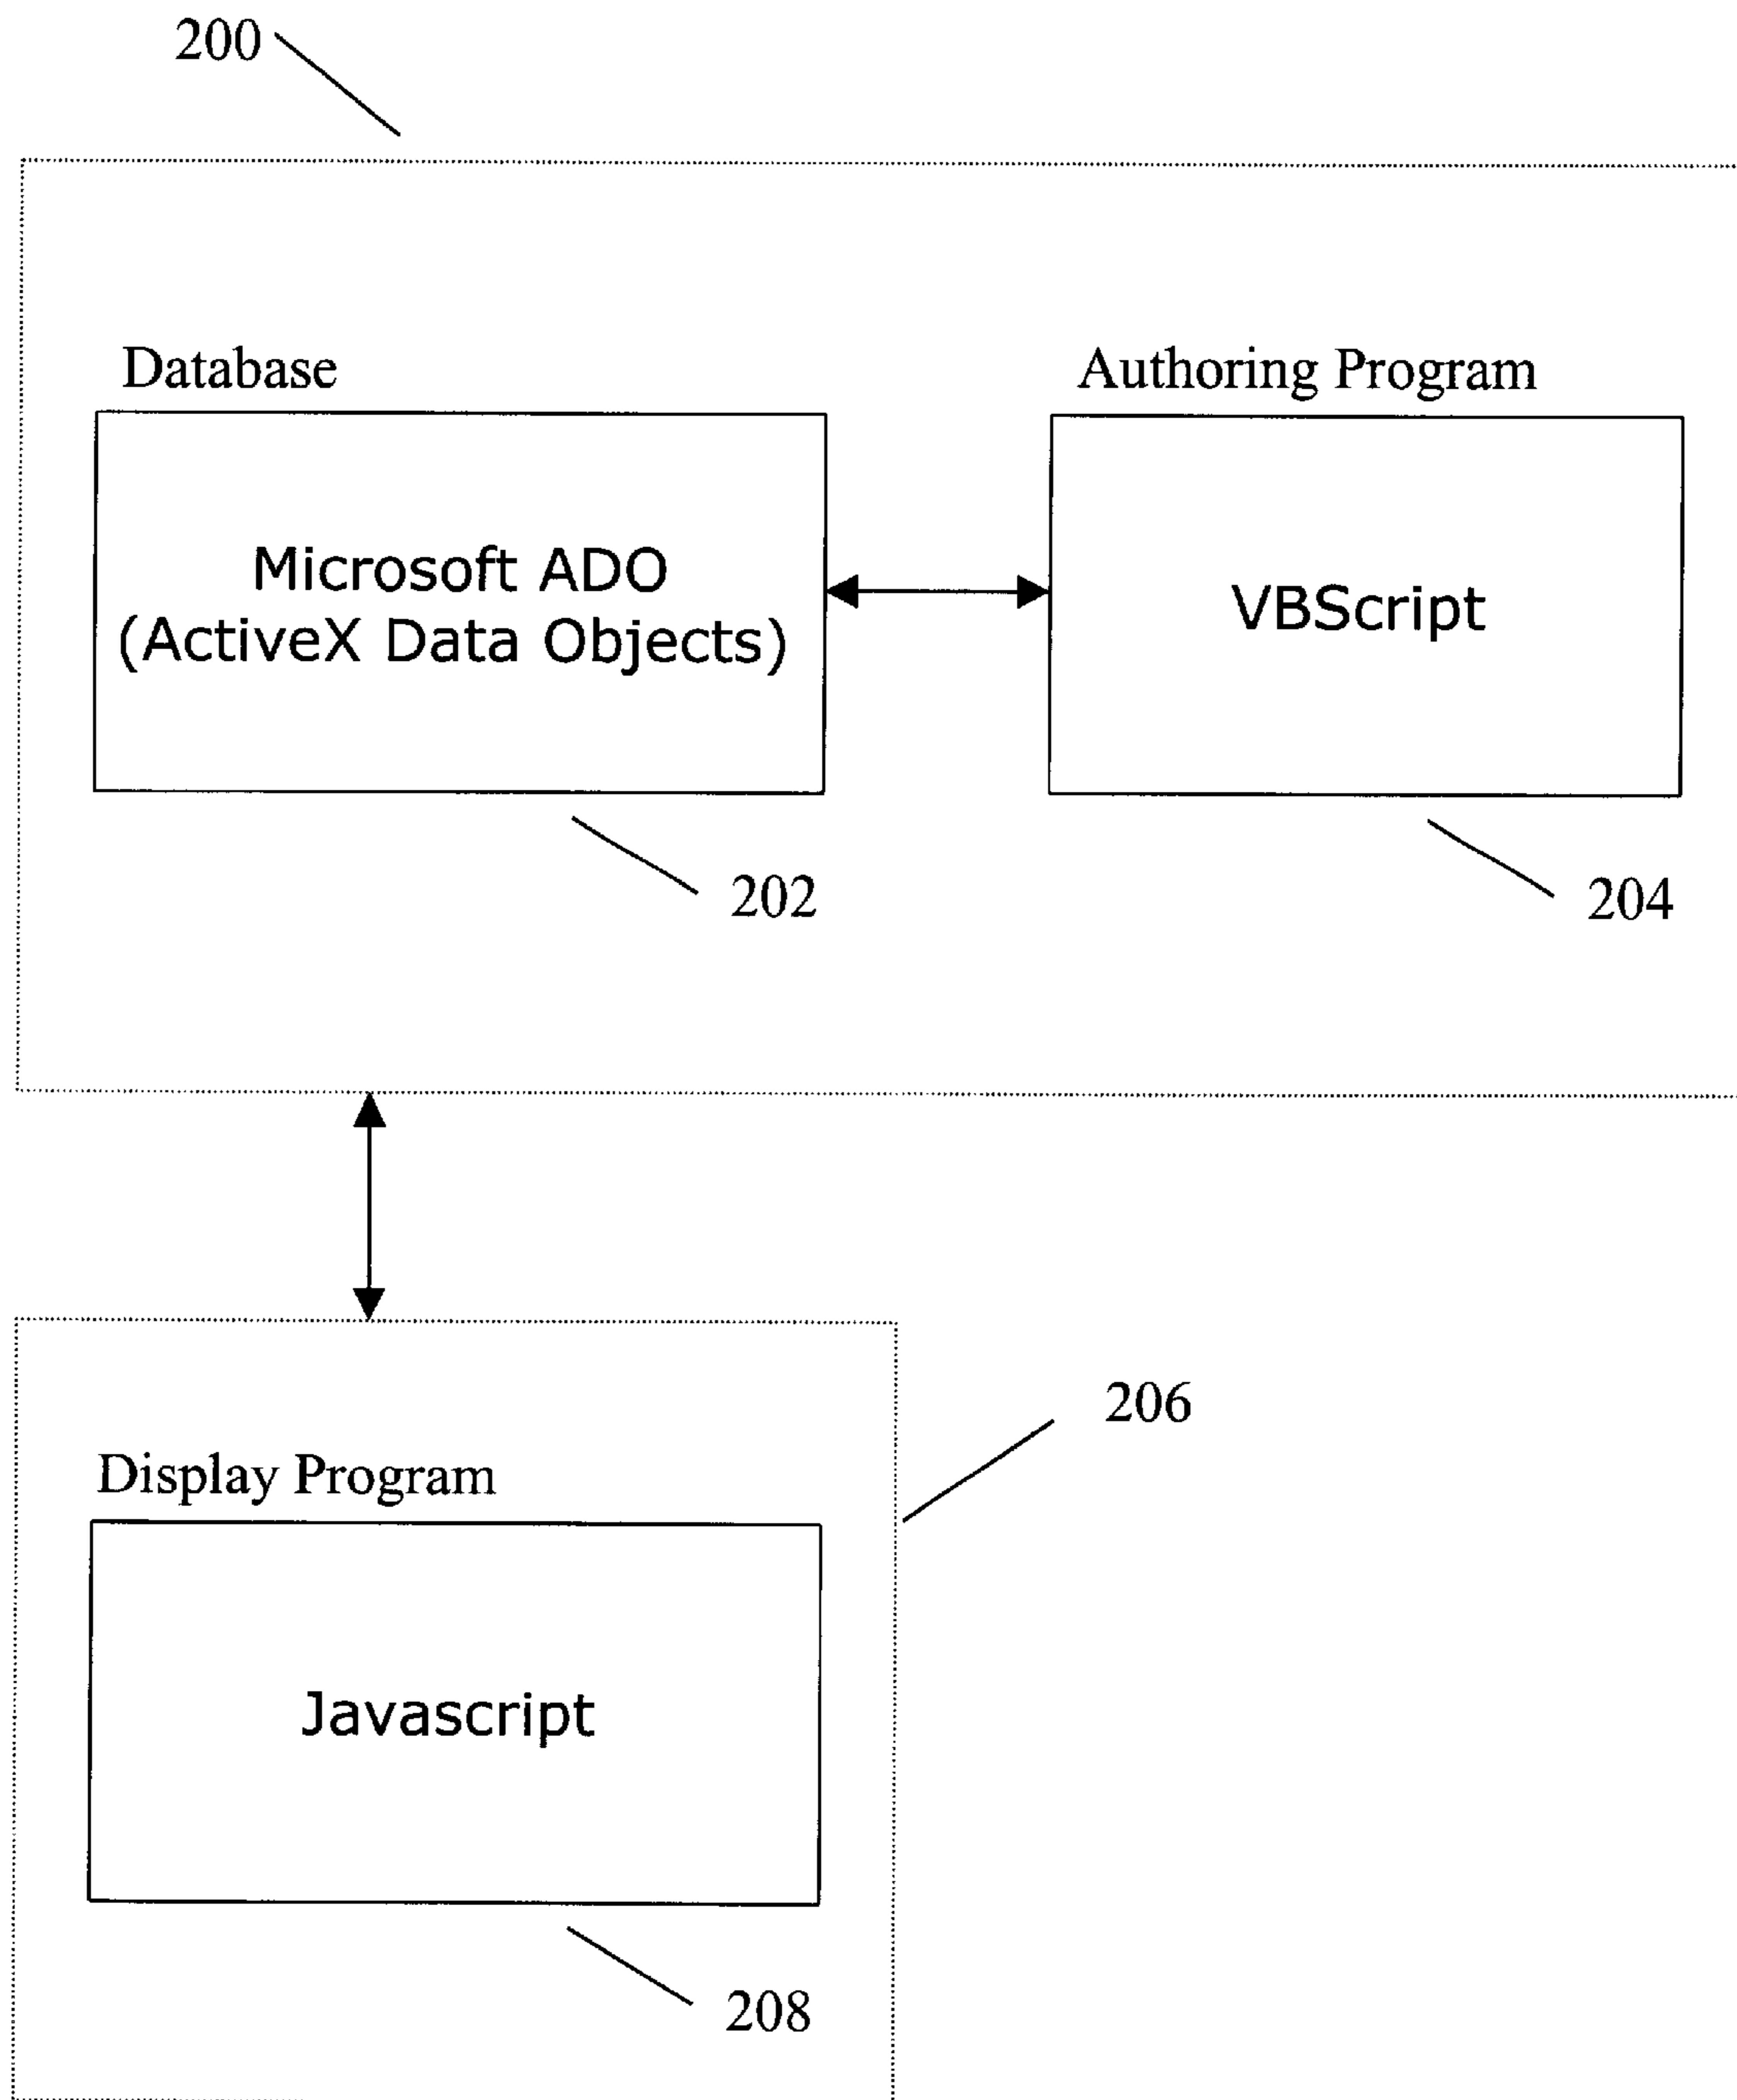 200
Database
Authoring Program
Microsoft ADO
(ActiveX Data Objects)
VBScript
202
204
206
Display Program
Javascript
208